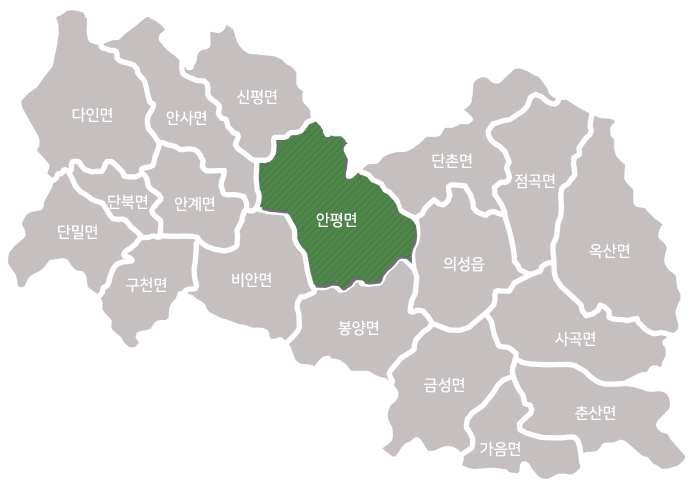 신평면
다인면
안사면
단촌면
점곡면
단북면
안계면
안평면
단밀면
옥산면
의성읍
구천면
비안면
봉양면
사곡면
금성면
춘산면
가음면